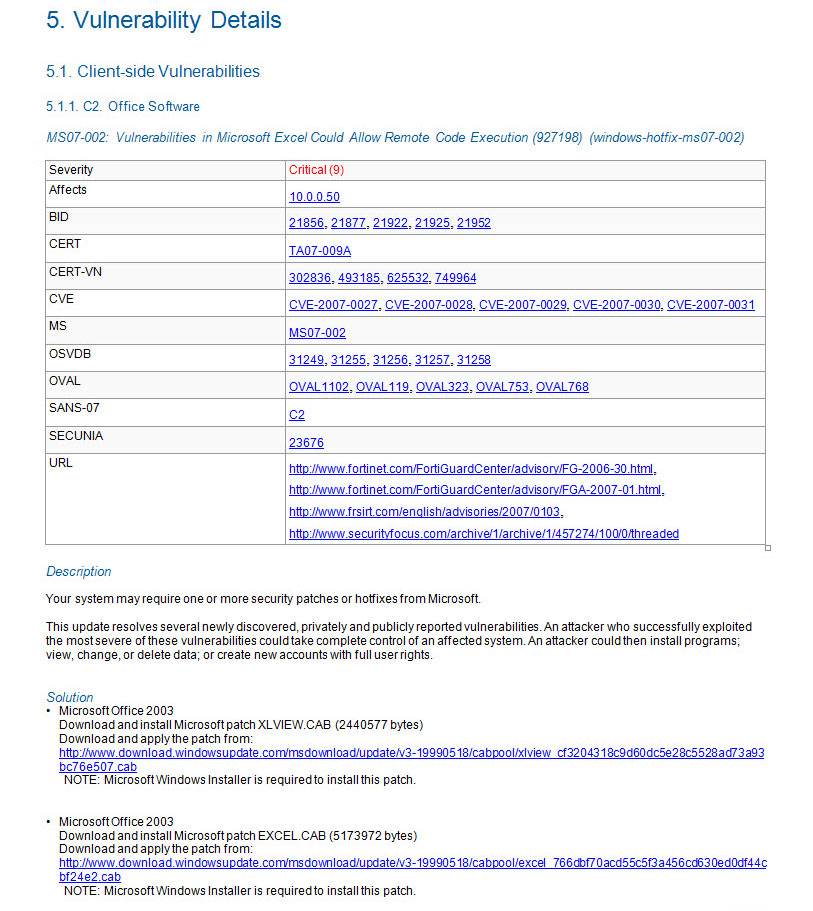 5. Vulnerability Details
5.1. Client-side Vulnerabilities
5.1.1. C2. Office Software
MS07-002: Vulnerabilities in Microsoft Excel Could Allow Remote Code Execution (927198) (windows-hotfix-ms07-002)
Severity Critical (9)
Affects 10.0.0.50
BID 21856, 21877, 21922, 21925, 21952
CERT TA07-009A
CERT-VN 302836, 493185, 625532, 749964
CVE CVE-2007-0027, CVE-2007-0028, CVE-2007-0029, CVE-2007-0030, CVE-2007-0031
MS MS07-002
OSVDB 31249, 31255, 31256, 31257, 31258
OVAL OVAL1102, OVAL119, OVAL323, OVAL753, OVAL768
SANS-07 C2
SECUNIA 23676
URL http://www.fortinet.com/FortiGuardCenter/advisory/FG-2006-30.html,
http://www.fortinet.com/FortiGuardCenter/advisory/FGA-2007-01.html,
http://www.frsirt.com/english/advisories/2007/0103,
http://www.securityfocus.com/archive/1/archive/1/457274/100/0/threaded
Description
Your system may require one or more security patches or hotfixes from Microsoft.
This update resolves several newly discovered, privately and publicly reported vulnerabilities. An attacker who successfully exploited
the most severe of these vulnerabilities could take complete control of an affected system. An attacker could then install programs;
view, change, or delete data; or create new accounts with full user rights.
Solution
• Microsoft Office 2003
Download and install Microsoft patch XLVIEW.CAB (2440577 bytes)
Download and apply the patch from:
http://www.download.windowsupdate.com/msdownload/update/v3-19990518/cabpool/xlview_cf3204318c9d60dc5e28c5528ad73a93
bc76e507.cab
NOTE: Microsoft Windows Installer is required to install this patch.
• Microsoft Office 2003
Download and install Microsoft patch EXCEL.CAB (5173972 bytes)
Download and apply the patch from:
http://www.download.windowsupdate.com/msdownload/update/v3-19990518/cabpool/excel_766dbf70acd55c5f3a456cd630ed0df44c
bf24e2.cab
NOTE: Microsoft Windows Installer is required to install this patch.